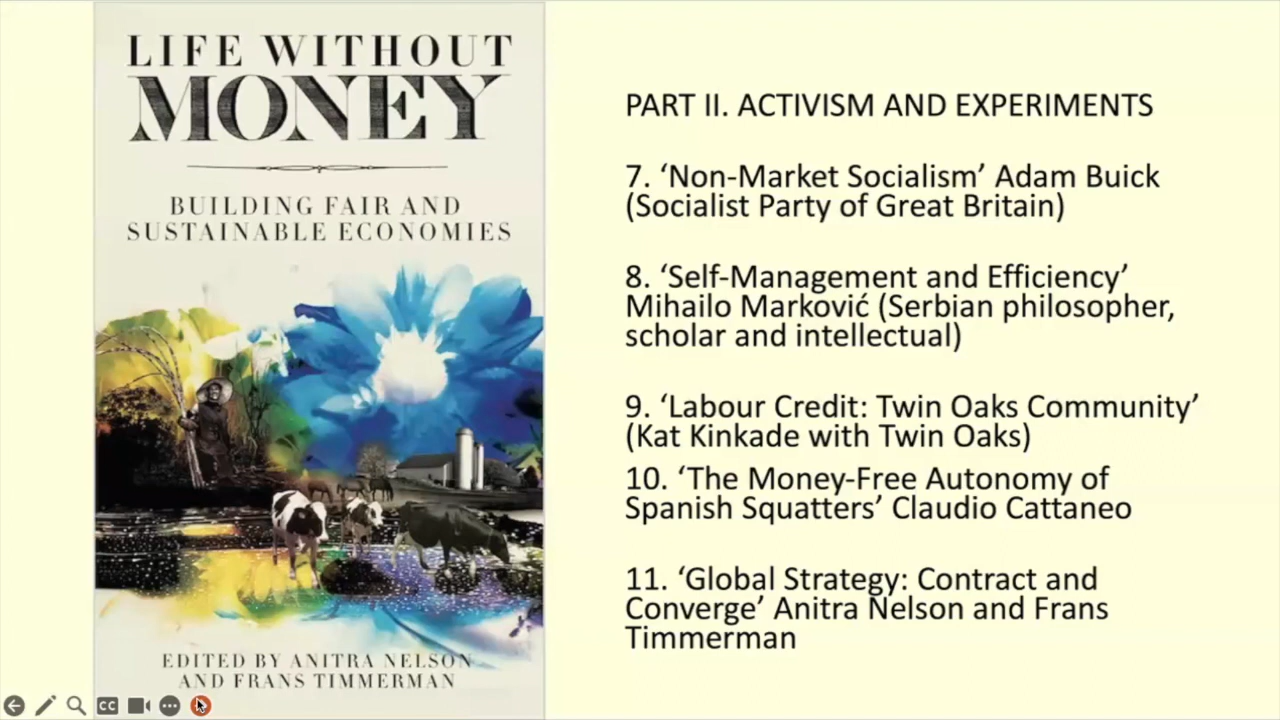 LIFE WITHOUT
MONEY
BUILDING FAIR AND
SUSTAINABLE ECONOMIES
EDITED BY ANITRA NELSON
AND FRANS TIMMERMAN
PART II. ACTIVISM AND EXPERIMENTS
7. ‘Non-Market Socialism’ Adam Buick
(Socialist Party of Great Britain)
8. ‘Self-Management and Efficiency’
Mihailo Marković (Serbian philosopher,
scholar and intellectual)
9. ‘Labour Credit: Twin Oaks Community’
(Kat Kinkade with Twin Oaks)
10. ‘The Money-Free Autonomy of
Spanish Squatters’ Claudio Cattaneo
11. ‘Global Strategy: Contract and
Converge’ Anitra Nelson and Frans
Timmerman
CC